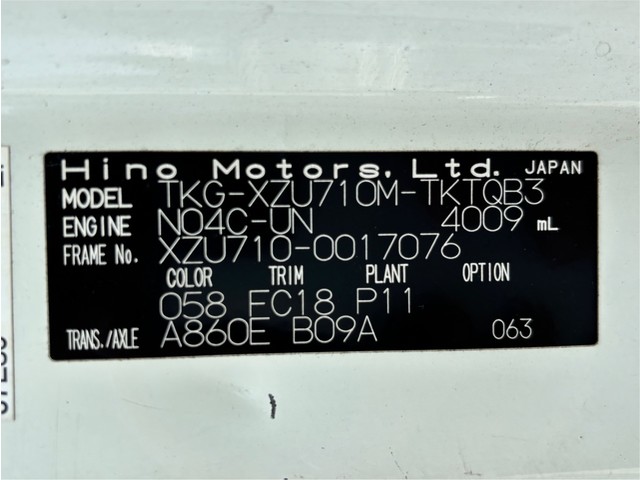 Hino Motors, Ltd. JAPAN
MODEL TKG-XZU710M-TKTQB3
ENGINE N04C-UN 4009 mL
FRAME No. XZU710-0017076
COLOR TRIM PLANT OPTION
058 FC18 P11
TRANS./AXLE A860E B09A 063